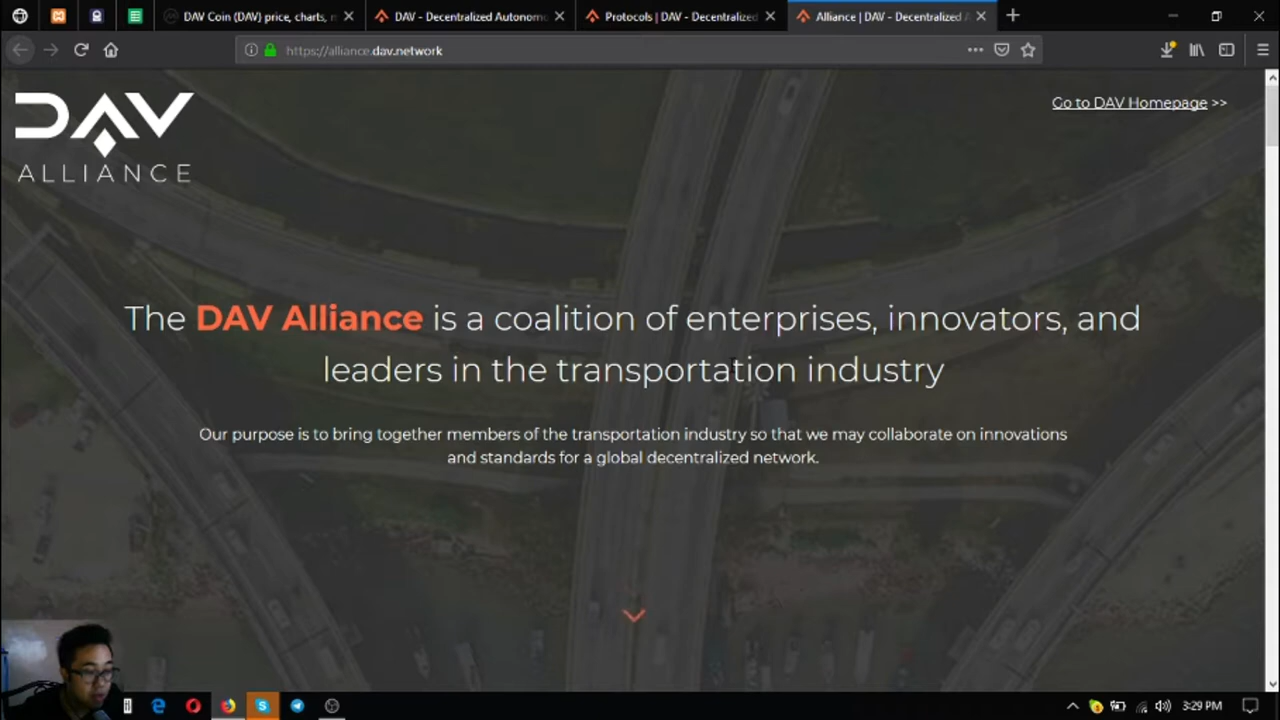 DAV Coin (DAV) price, charts, m
DAV - Decentralized Autonomo
Protocols | DAV - Decentralized
Alliance | DAV - Decentralized A
https://alliance.dav.network
DAV
ALLIANCE
Go to DAV Homepage >>
The DAV Alliance is a coalition of enterprises, innovators, and
leaders in the transportation industry
Our purpose is to bring together members of the transportation industry so that we may collaborate on innovations
and standards for a global decentralized network.
3:29 PM